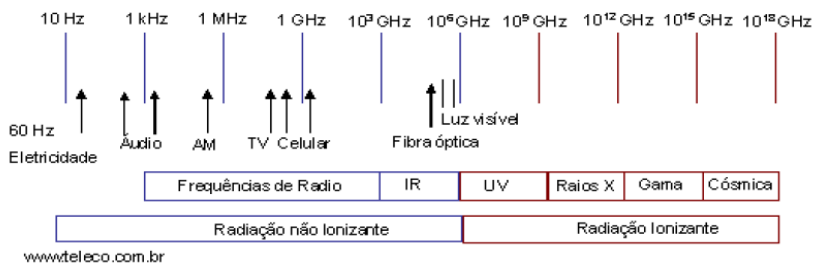 10 Hz 1 kHz 1 MHz 1 GHz 10³ GHz 10⁶ GHz 10⁹ GHz 10¹² GHz 10¹⁵ GHz 10¹⁸ GHz
Luz visível
60 Hz Áudio AM TV Celular Fibra óptica
Eletricidade
Frequências de Radio IR UV Raios X Gama Cósmica
Radiação não Ionizante Radiação Ionizante
www.teleco.com.br